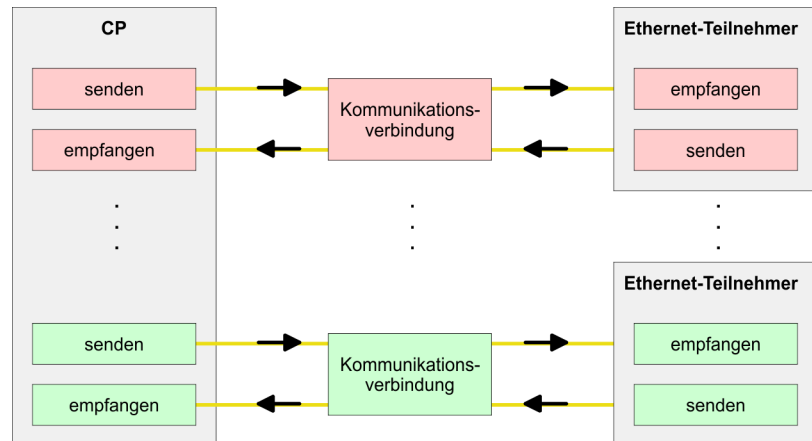 CP
Ethernet-Teilnehmer
senden
Kommunikations-
verbindung
empfangen
empfangen
senden
Ethernet-Teilnehmer
senden
Kommunikations-
verbindung
empfangen
empfangen
senden